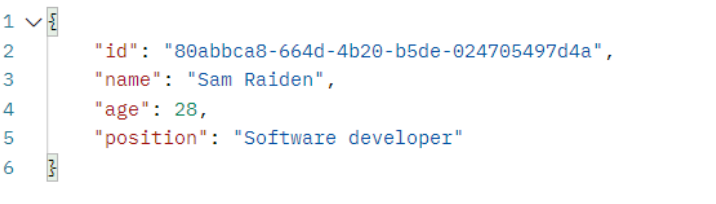 1 {
2 "id": "80abbca8-664d-4b20-b5de-024705497d4a",
3 "name": "Sam Raiden",
4 "age": 28,
5 "position": "Software developer"
6 }